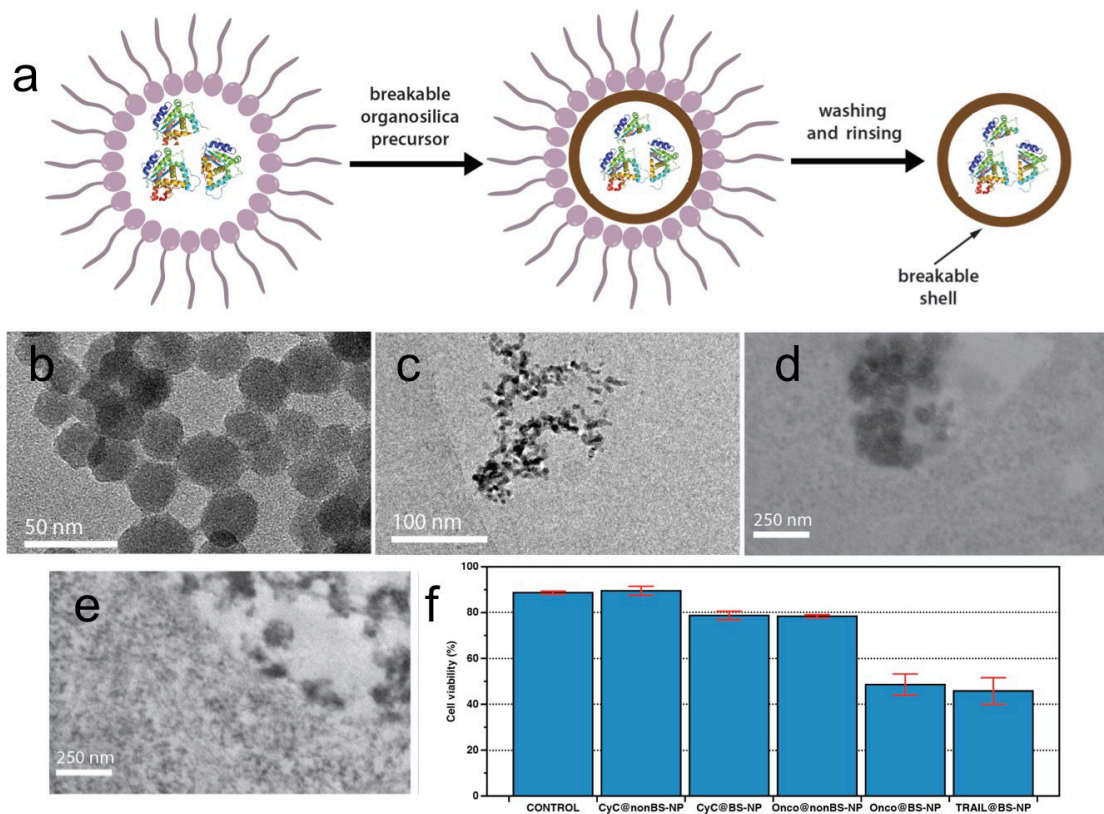 a
breakable
organosilica
precursor
washing
and rinsing
breakable
shell
b
50 nm
c
100 nm
d
250 nm
e
250 nm
f
Cell viability (%)
100
80
60
40
20
0
CONTROL
CyC@nonBS-NP
CyC@BS-NP
Onco@nonBS-NP
Onco@BS-NP
TRAIL@BS-NP